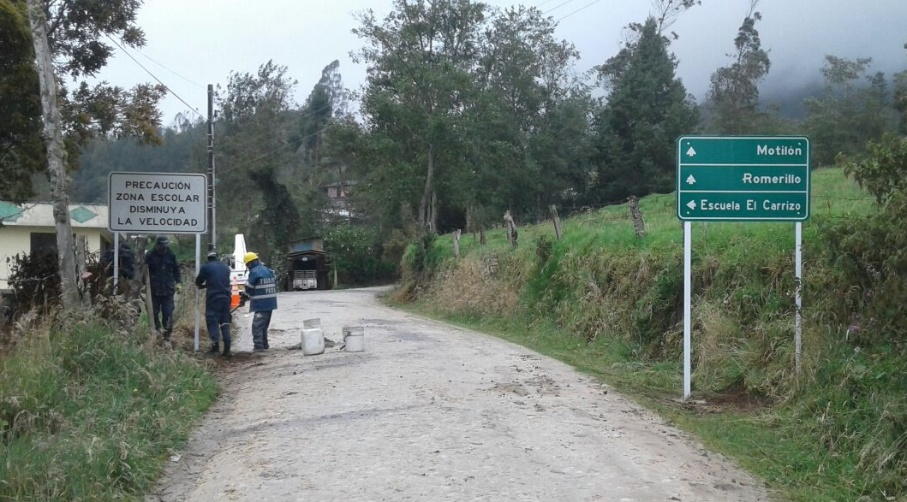 PRECAUCIÓN
ZONA ESCOLAR
DISMINUYA
LA VELOCIDAD
Motilón
Romerillo
Escuela El Carrizo